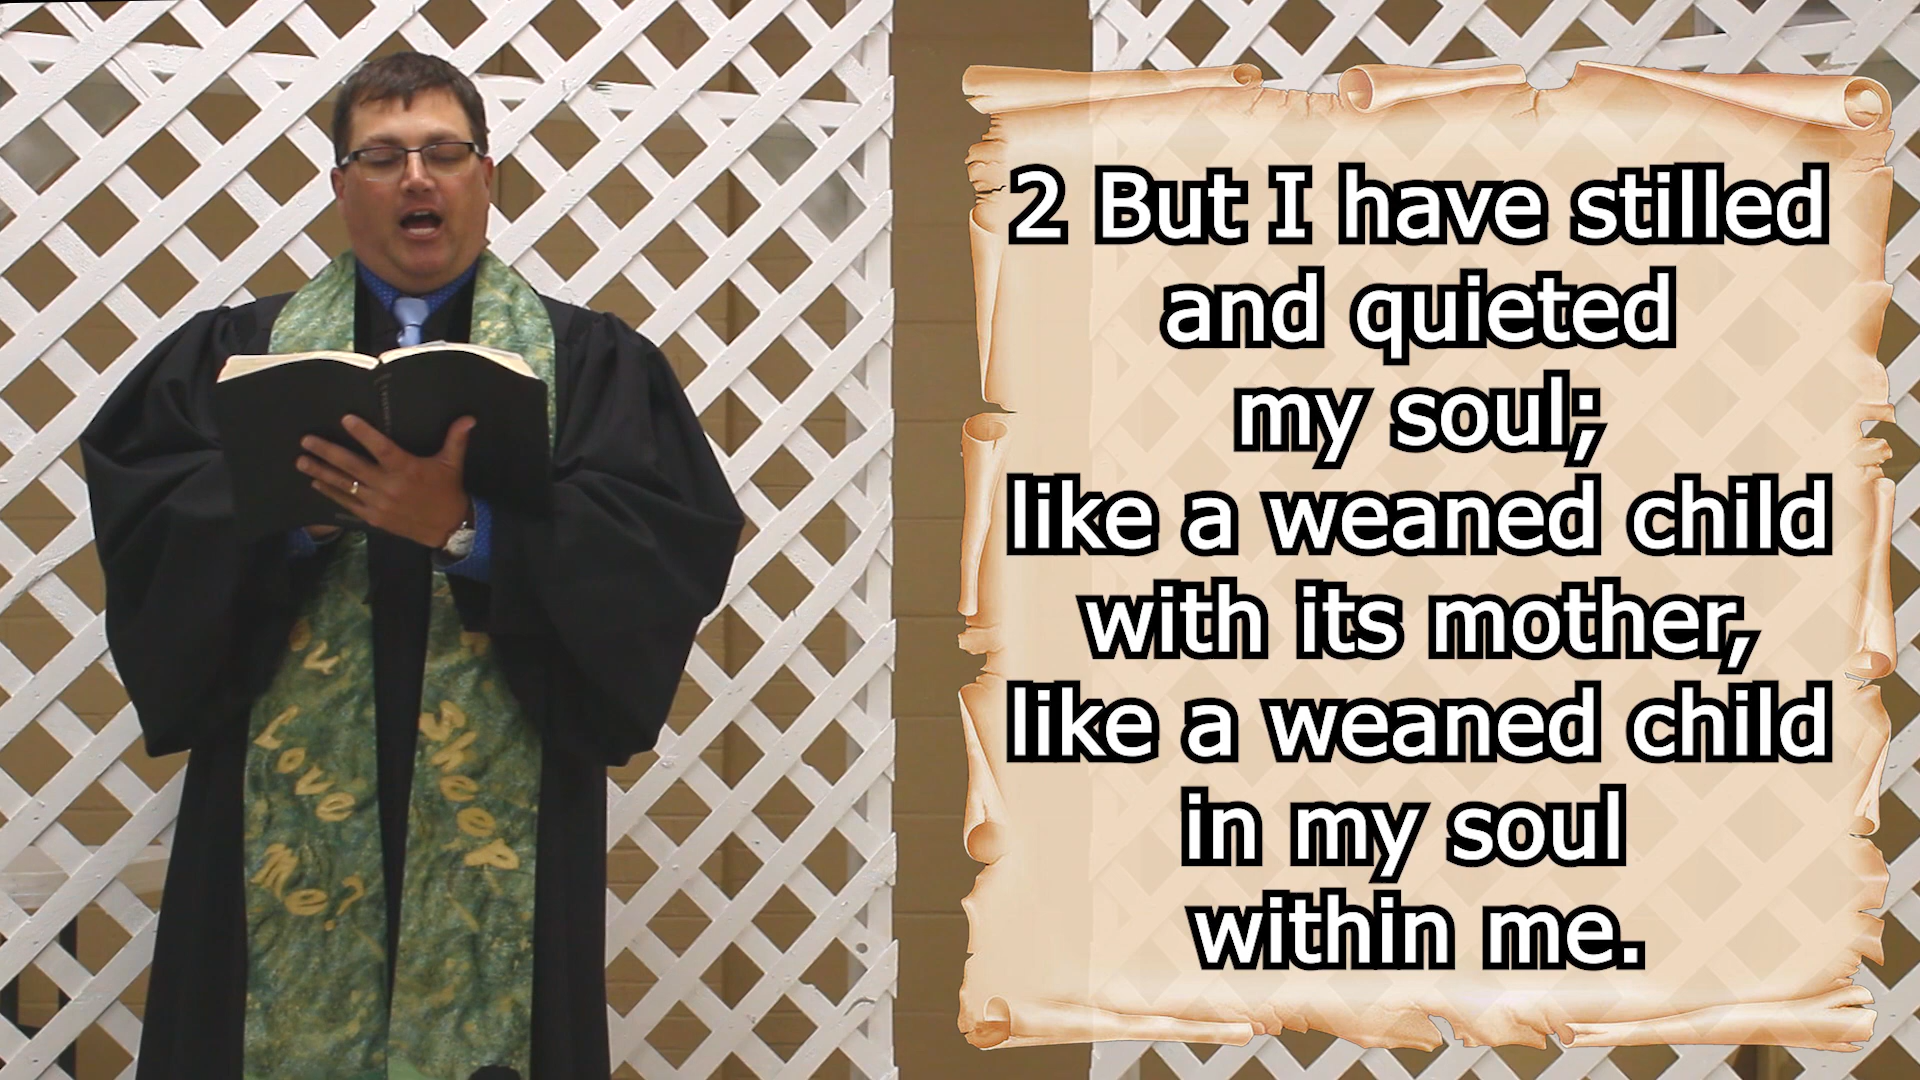 Love
Me?
Sheep
2 But I have stilled
and quieted
my soul;
like a weaned child
with its mother,
like a weaned child
in my soul
within me.